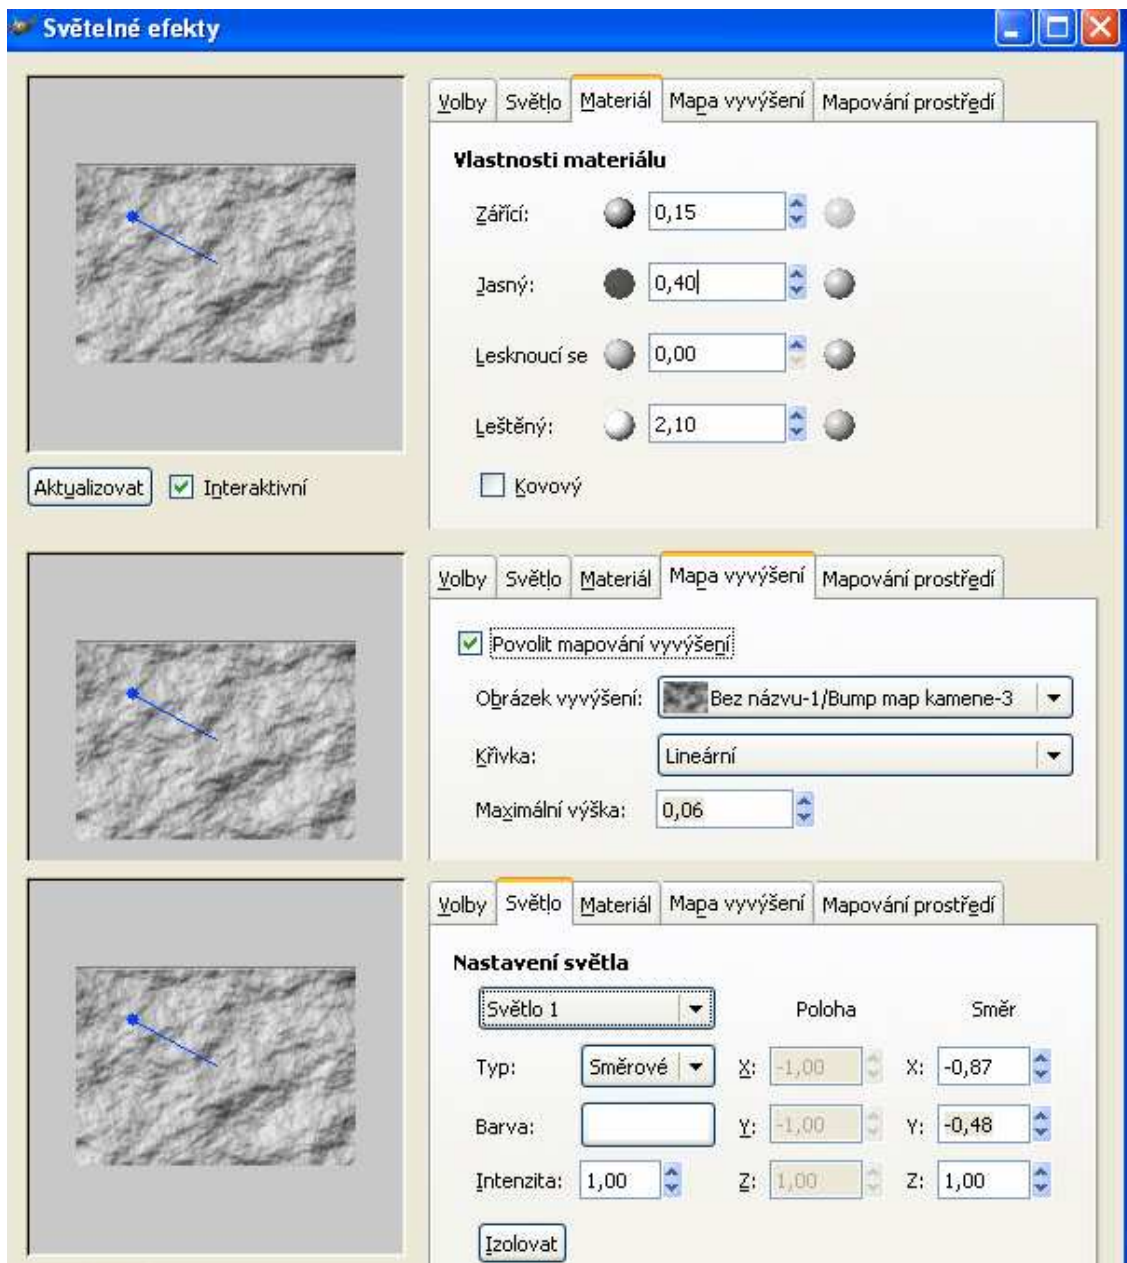 Světelné efekty
Volby Světlo Materiál Mapa vyvýšení Mapování prostředí
Vlastnosti materiálu
Zářící: 0,15
Jasný: 0,40
Lesknoucí se 0,00
Leštěný: 2,10
Kovový
Aktualizovat Interaktivní
Volby Světlo Materiál Mapa vyvýšení Mapování prostředí
Povolit mapování vyvýšení
Obrázek vyvýšení: Bez názvu-1/Bump map kamene-3
Křivka: Lineární
Maximální výška: 0,06
Volby Světlo Materiál Mapa vyvýšení Mapování prostředí
Nastavení světla
Světlo 1 Poloha Směr
Typ: Směrové X: -1,00 X: -0,87
Barva: Y: -1,00 Y: -0,48
Intenzita: 1,00 Z: 1,00 Z: 1,00
Izolovat